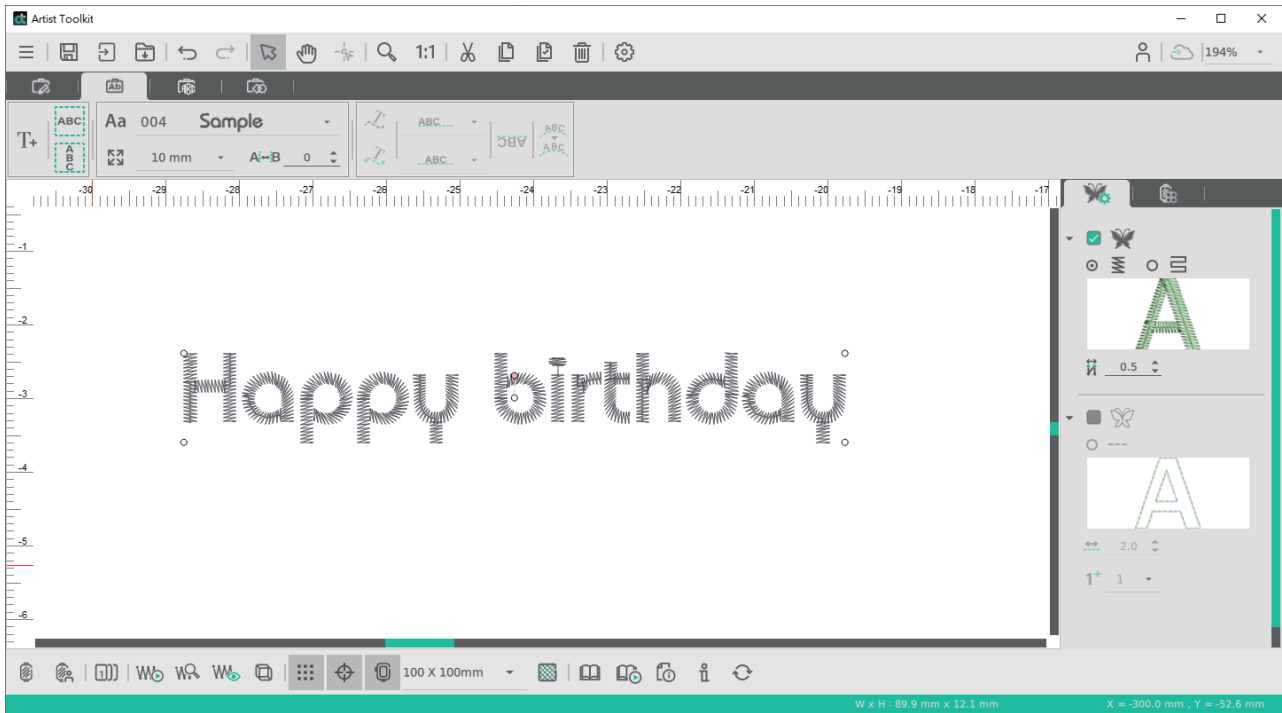 Artist Toolkit
1:1
194%
Ab
T+
ABC
ABC
Aa 004 Sample
10 mm A B 0
ABC
ABC
ABC
ABC
ABC
-30 -29 -28 -27 -26 -25 -24 -23 -22 -21 -20 -19 -18 -17
-1
-2
-3
-4
-5
-6
Happy birthday
A
0.5
A
2.0
1+ 1
100 X 100mm
W x H : 89.9 mm x 12.1 mm
X = -300.0 mm , Y = -52.6 mm